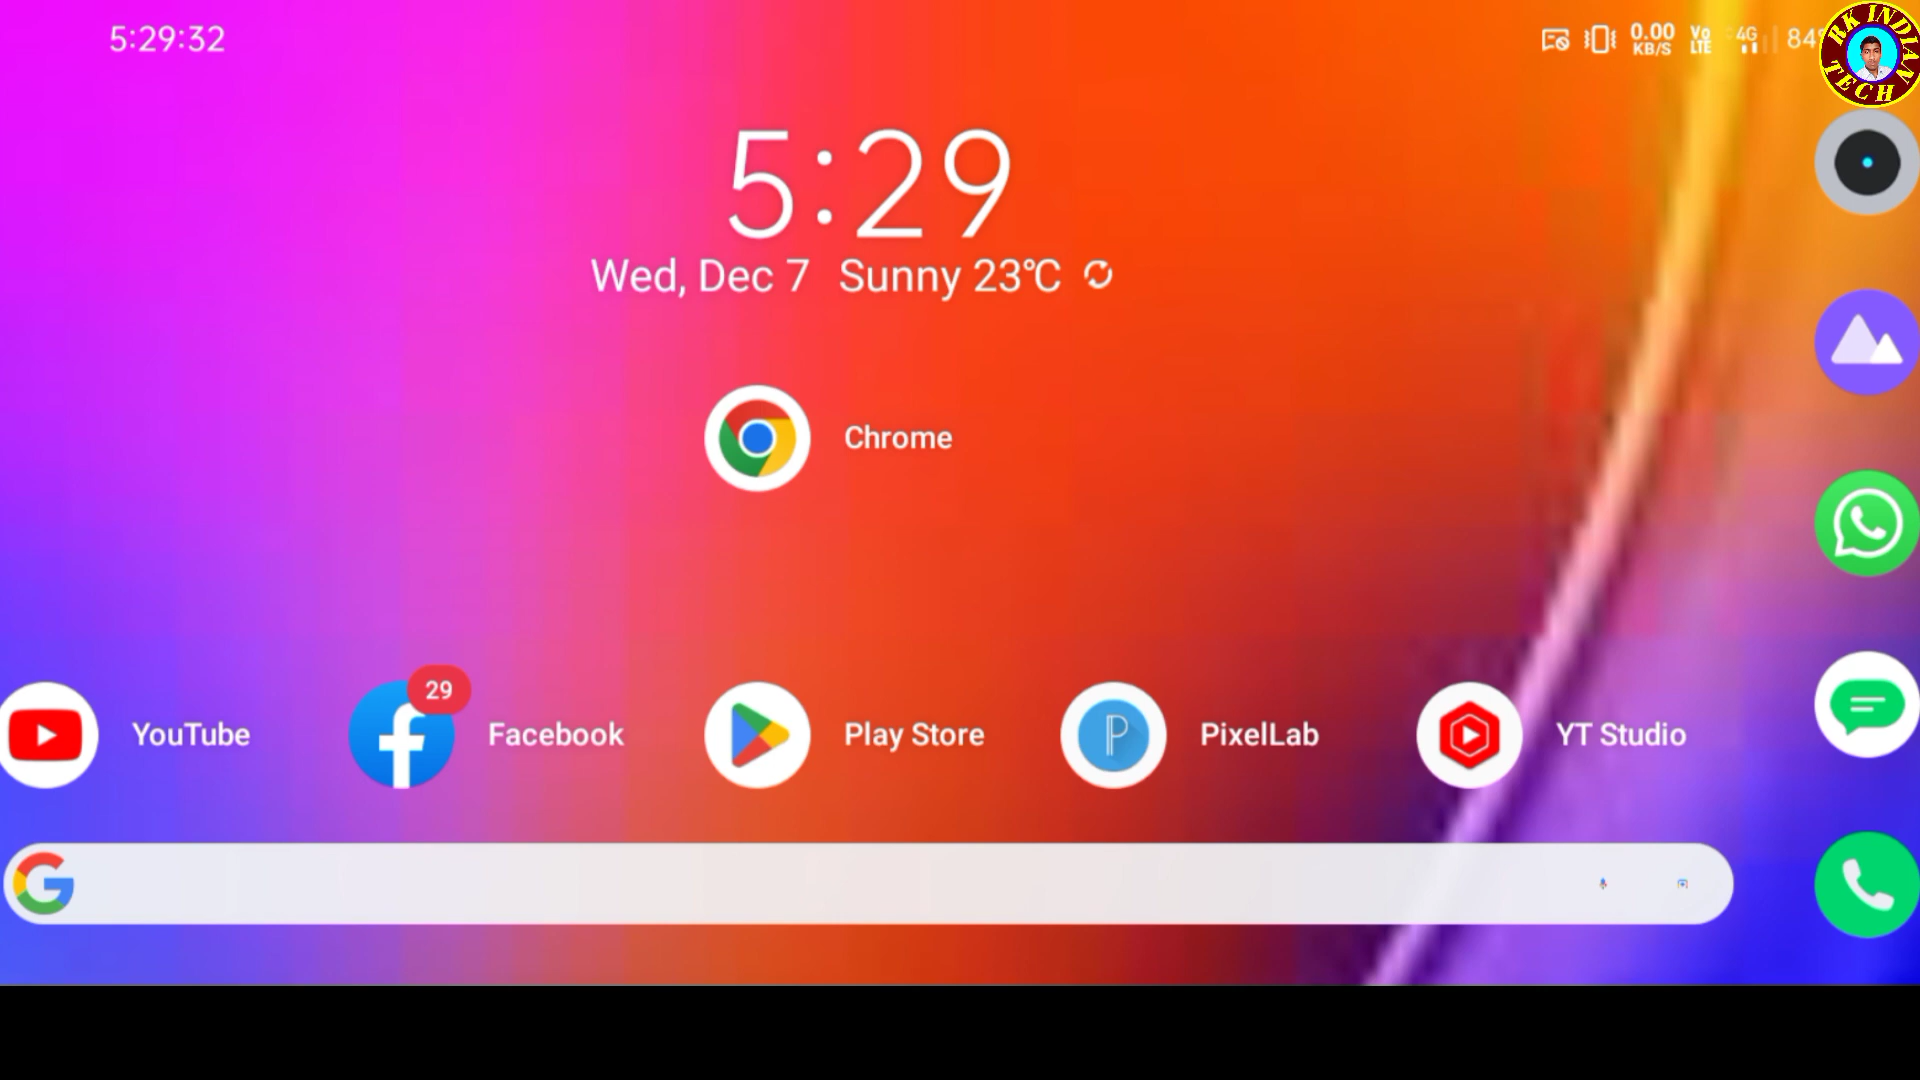 5:29:32
0.00 KB/S Vo LTE 4G 84
RK INDIAN TECH
5:29
Wed, Dec 7 Sunny 23°C
Chrome
29
YouTube Facebook Play Store PixelLab YT Studio